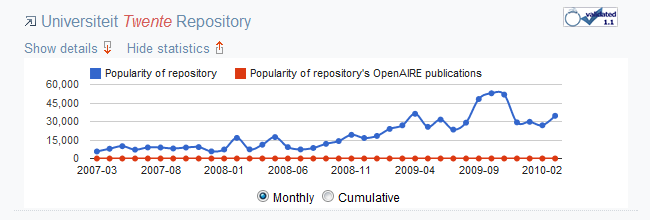 Universiteit Twente Repository
validated
1.1
Show details Hide statistics
Popularity of repository Popularity of repository's OpenAIRE publications
60,000
45,000
30,000
15,000
0
2007-03 2007-08 2008-01 2008-06 2008-11 2009-04 2009-09 2010-02
Monthly Cumulative